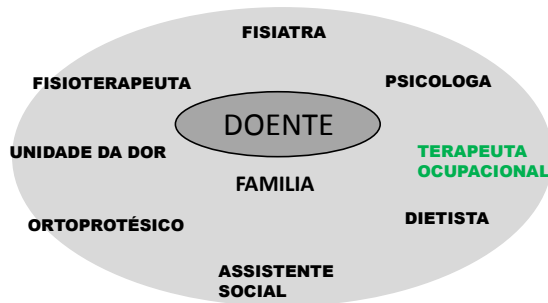 FISIATRA
FISIOTERAPEUTA
PSICOLOGA
DOENTE
UNIDADE DA DOR
TERAPEUTA
OCUPACIONAL
FAMILIA
ORTOPROTÉSICO
DIETISTA
ASSISTENTE
SOCIAL